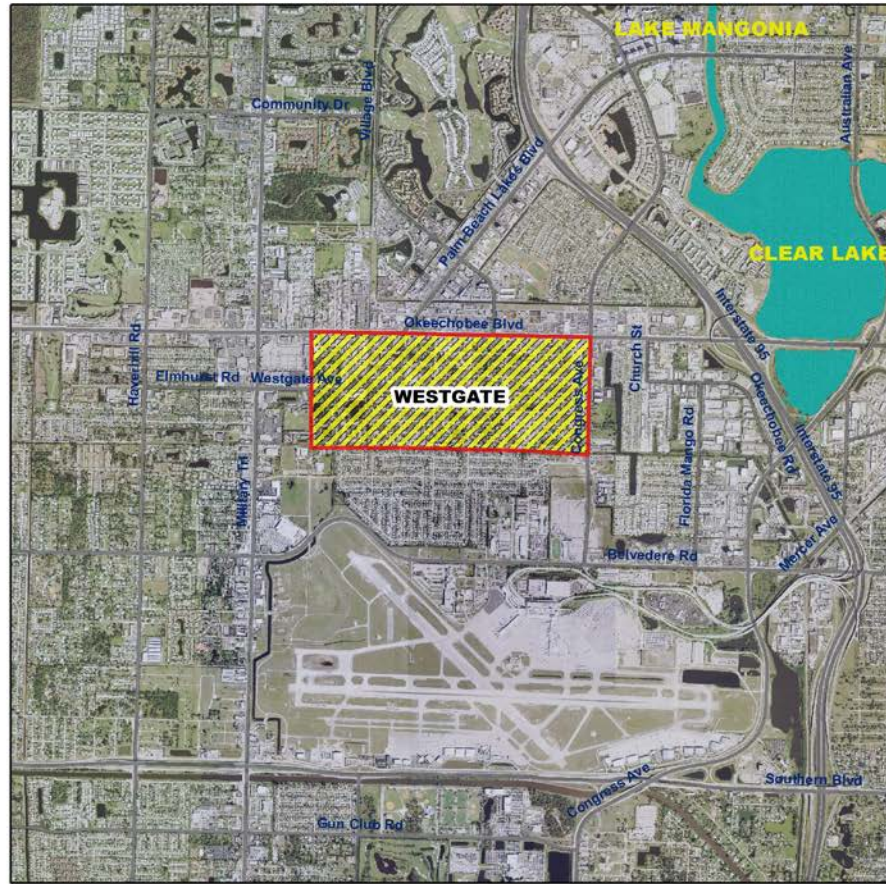 LAKE MANGONIA
Australian Ave
Village Blvd
Community Dr
Palm Beach Lakes Blvd
CLEAR LAKE
Interstate 95
Okeechobee Blvd
Haverhill Rd
Church St
Elmhurst Rd
Westgate Ave
WESTGATE
Congress Ave
Okeechobee Rd
Interstate 95
Florida Mango Rd
Military Trl
Mercer Ave
Belvedere Rd
Southern Blvd
Congress Ave
Gun Club Rd